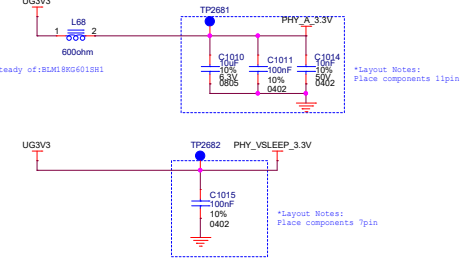 UG3V3
L68
1
2
600ohm
teady of:BLM18KG601SH1
TP2681
PHY_A_3.3V
C1010
10uF
10%
6.3V
0805
C1011
100nF
10%
0402
C1014
10nF
10%
50V
0402
*Layout Notes:
Place components 11pin
UG3V3
TP2682
PHY_VSLEEP_3.3V
C1015
100nF
10%
0402
*Layout Notes:
Place components 7pin